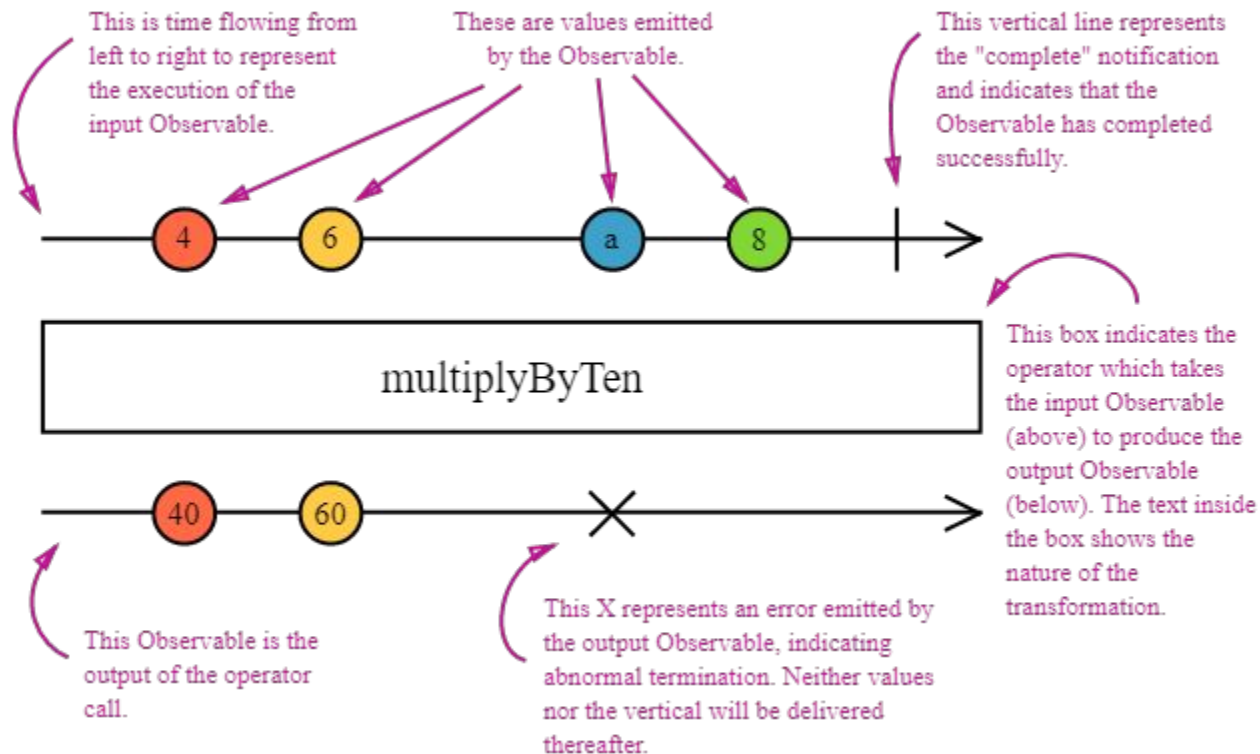 This is time flowing from
left to right to represent
the execution of the
input Observable.
These are values emitted
by the Observable.
This vertical line represents
the "complete" notification
and indicates that the
Observable has completed
successfully.
4
6
a
8
multiplyByTen
This box indicates the
operator which takes
the input Observable
(above) to produce the
output Observable
(below). The text inside
the box shows the
nature of the
transformation.
40
60
This Observable is the
output of the operator
call.
This X represents an error emitted by
the output Observable, indicating
abnormal termination. Neither values
nor the vertical will be delivered
thereafter.